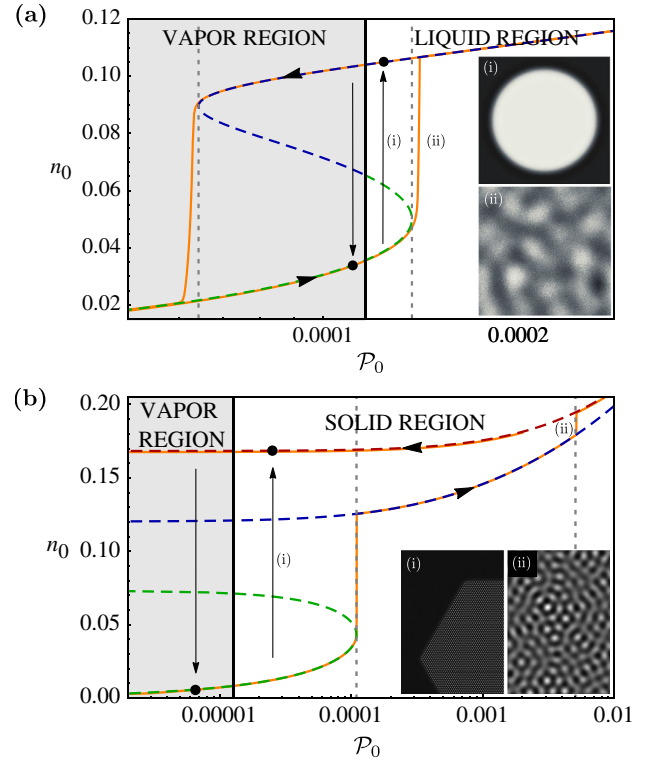 (a)
VAPOR REGION LIQUID REGION
0.12
0.10
0.08
0.06
0.04
0.02
n₀
(i)
(ii)
(i)
(ii)
0.0001 0.0002
𝒫₀
(b)
VAPOR REGION
SOLID REGION
0.20
0.15
0.10
0.05
0.00
n₀
(ii)
(i)
(i)
(ii)
0.00001 0.0001 0.001 0.01
𝒫₀